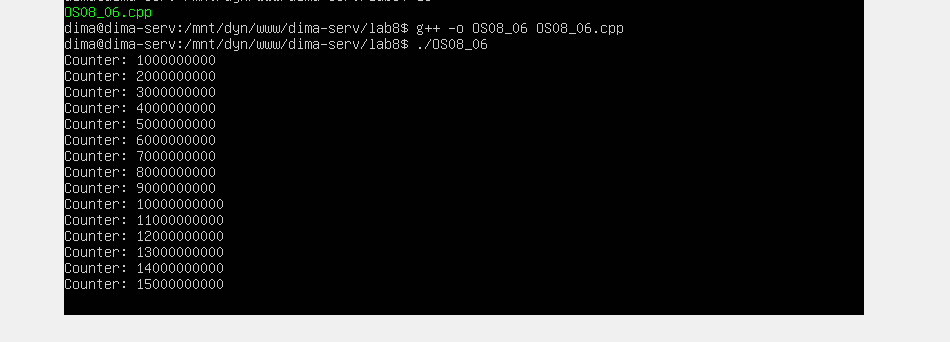 OS08_06.cpp
dima@dima-serv:/mnt/dyn/www/dima-serv/lab8$ g++ -o OS08_06 OS08_06.cpp
dima@dima-serv:/mnt/dyn/www/dima-serv/lab8$ ./OS08_06
Counter: 1000000000
Counter: 2000000000
Counter: 3000000000
Counter: 4000000000
Counter: 5000000000
Counter: 6000000000
Counter: 7000000000
Counter: 8000000000
Counter: 9000000000
Counter: 10000000000
Counter: 11000000000
Counter: 12000000000
Counter: 13000000000
Counter: 14000000000
Counter: 15000000000